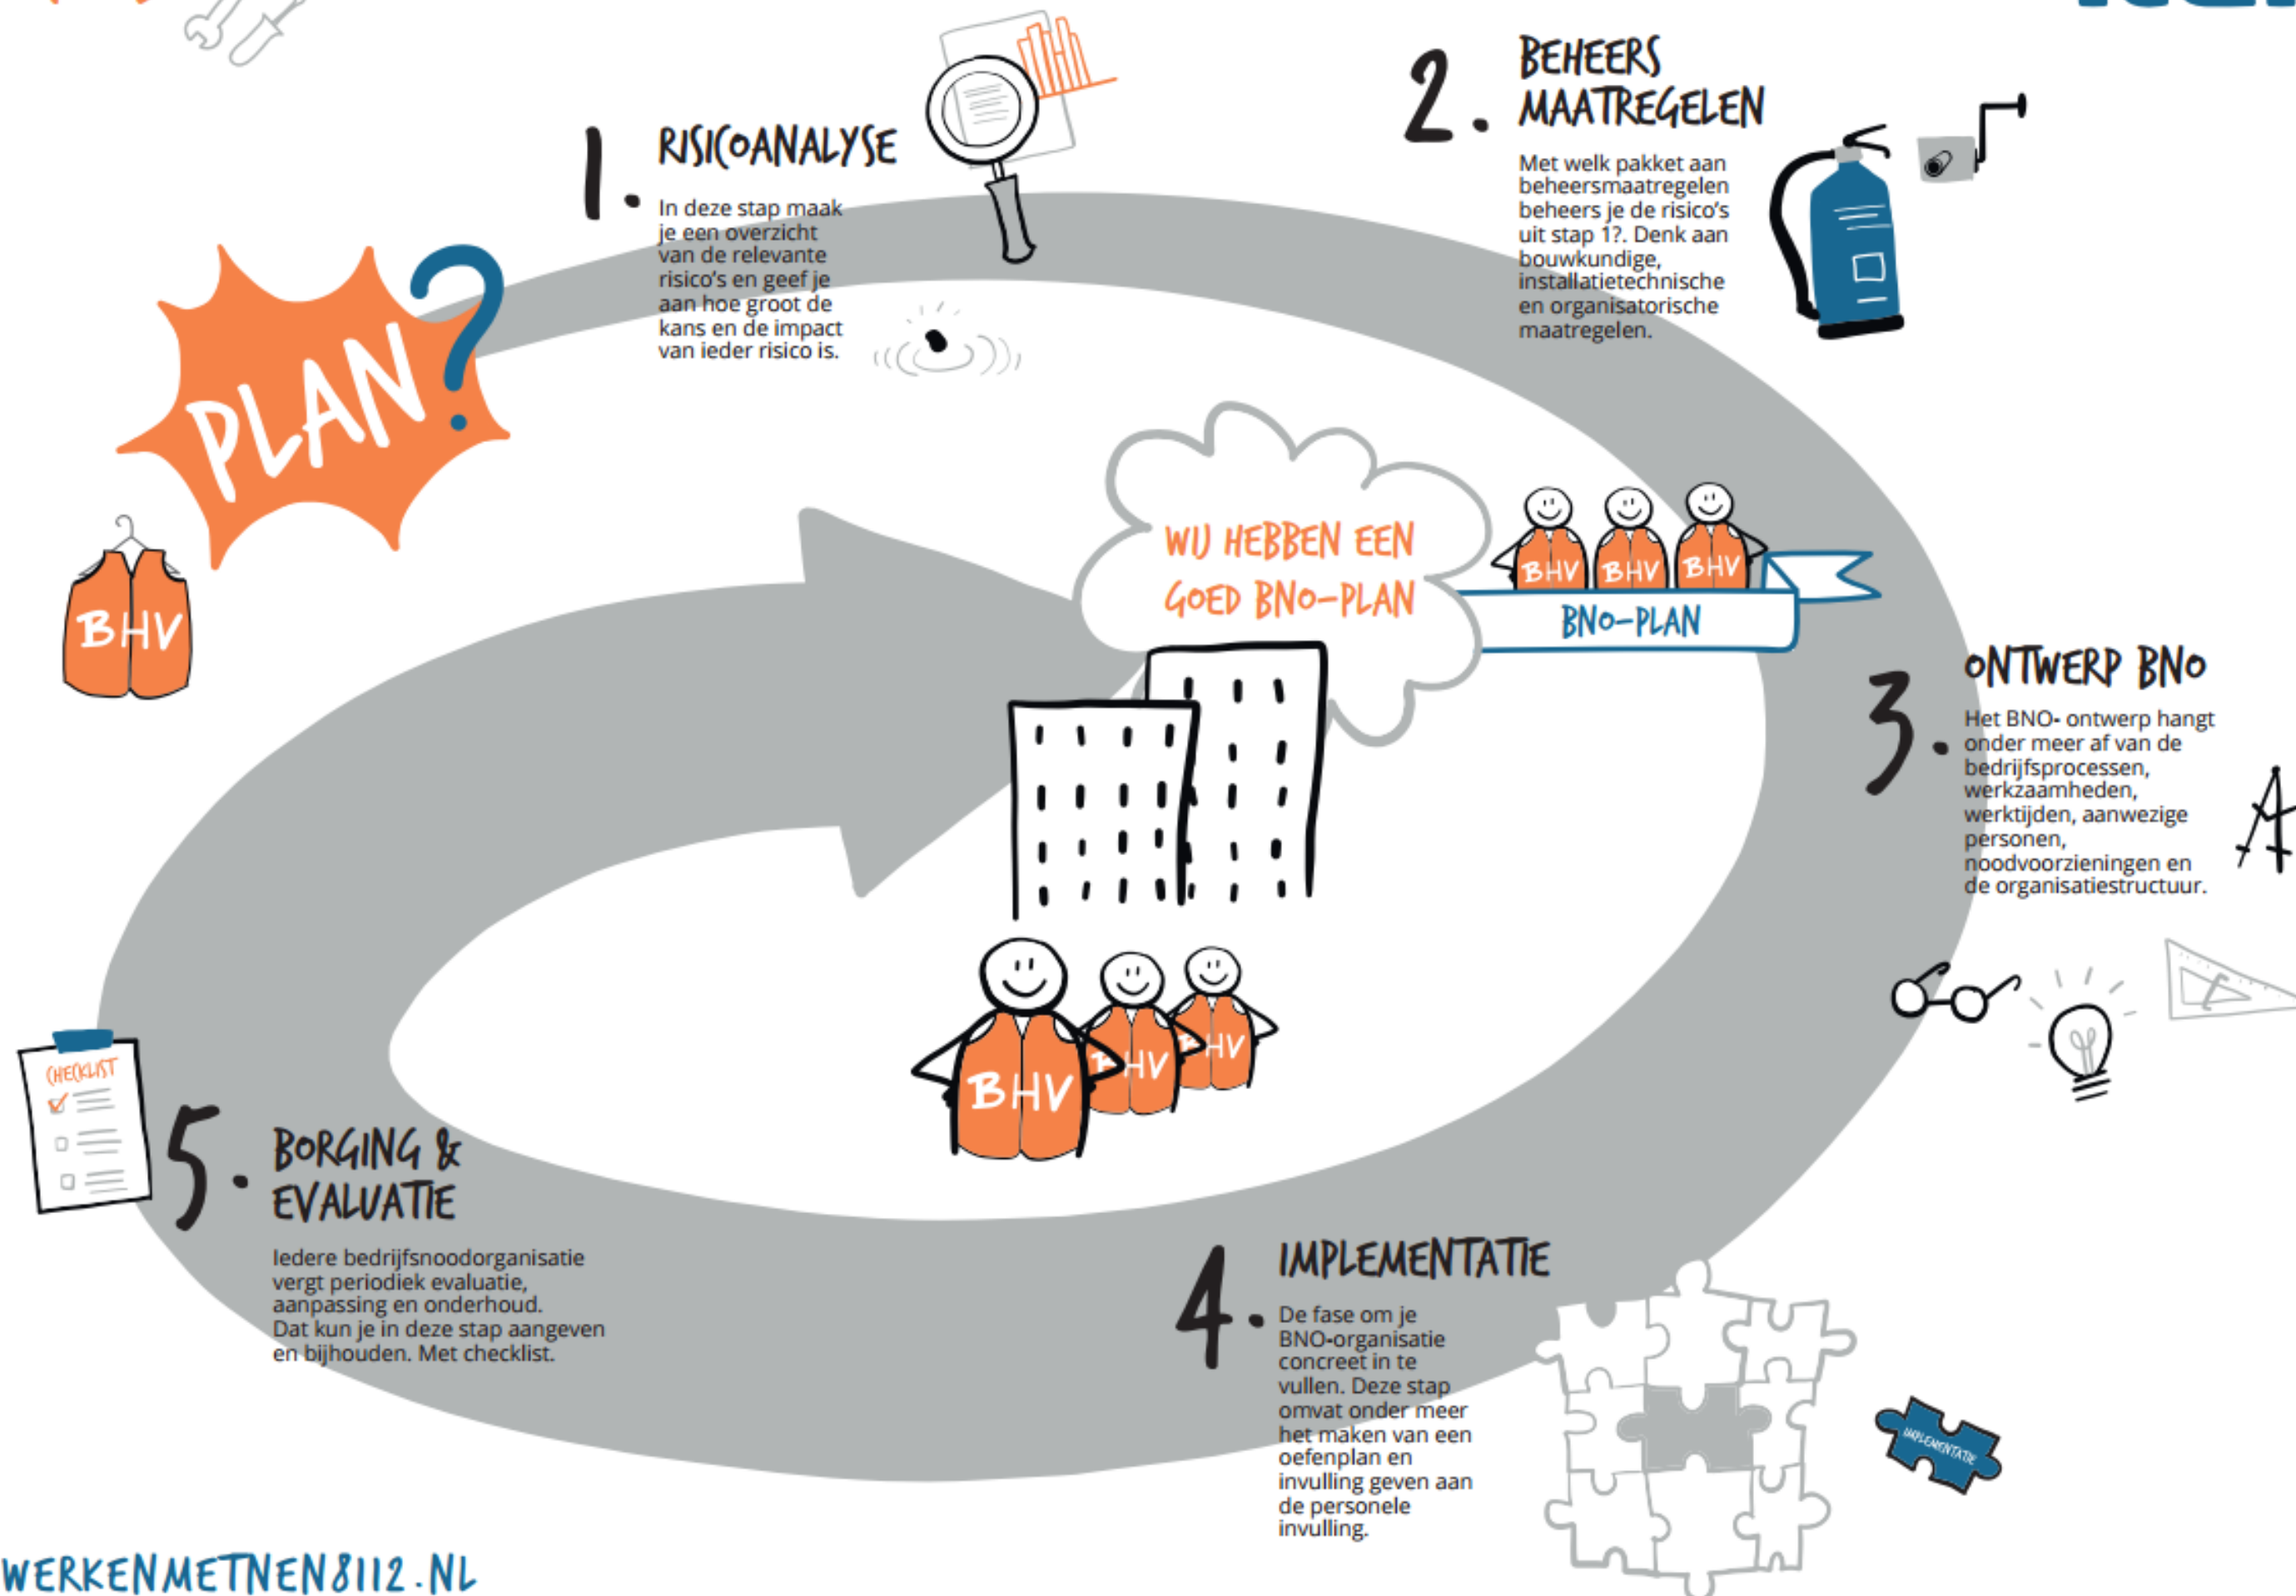 1. RISICOANALYSE
In deze stap maak
je een overzicht
van de relevante
risico's en geef je
aan hoe groot de
kans en de impact
van ieder risico is.
2. BEHEERS
MAATREGELEN
Met welk pakket aan
beheersmaatregelen
beheers je de risico's
uit stap 1?. Denk aan
bouwkundige,
installatietechnische
en organisatorische
maatregelen.
PLAN?
BHV
WIJ HEBBEN EEN
GOED BNO-PLAN
BHV BHV BHV
BNO-PLAN
3. ONTWERP BNO
Het BNO- ontwerp hangt
onder meer af van de
bedrijfsprocessen,
werkzaamheden,
werktijden, aanwezige
personen,
noodvoorzieningen en
de organisatiestructuur.
BHV BHV BHV
4. IMPLEMENTATIE
De fase om je
BNO-organisatie
concreet in te
vullen. Deze stap
omvat onder meer
het maken van een
oefenplan en
invulling geven aan
de personele
invulling.
IMPLEMENTATIE
CHECKLIST
5. BORGING &
EVALUATIE
Iedere bedrijfsnoodorganisatie
vergt periodiek evaluatie,
aanpassing en onderhoud.
Dat kun je in deze stap aangeven
en bijhouden. Met checklist.
WERKENMETNEN8112.NL